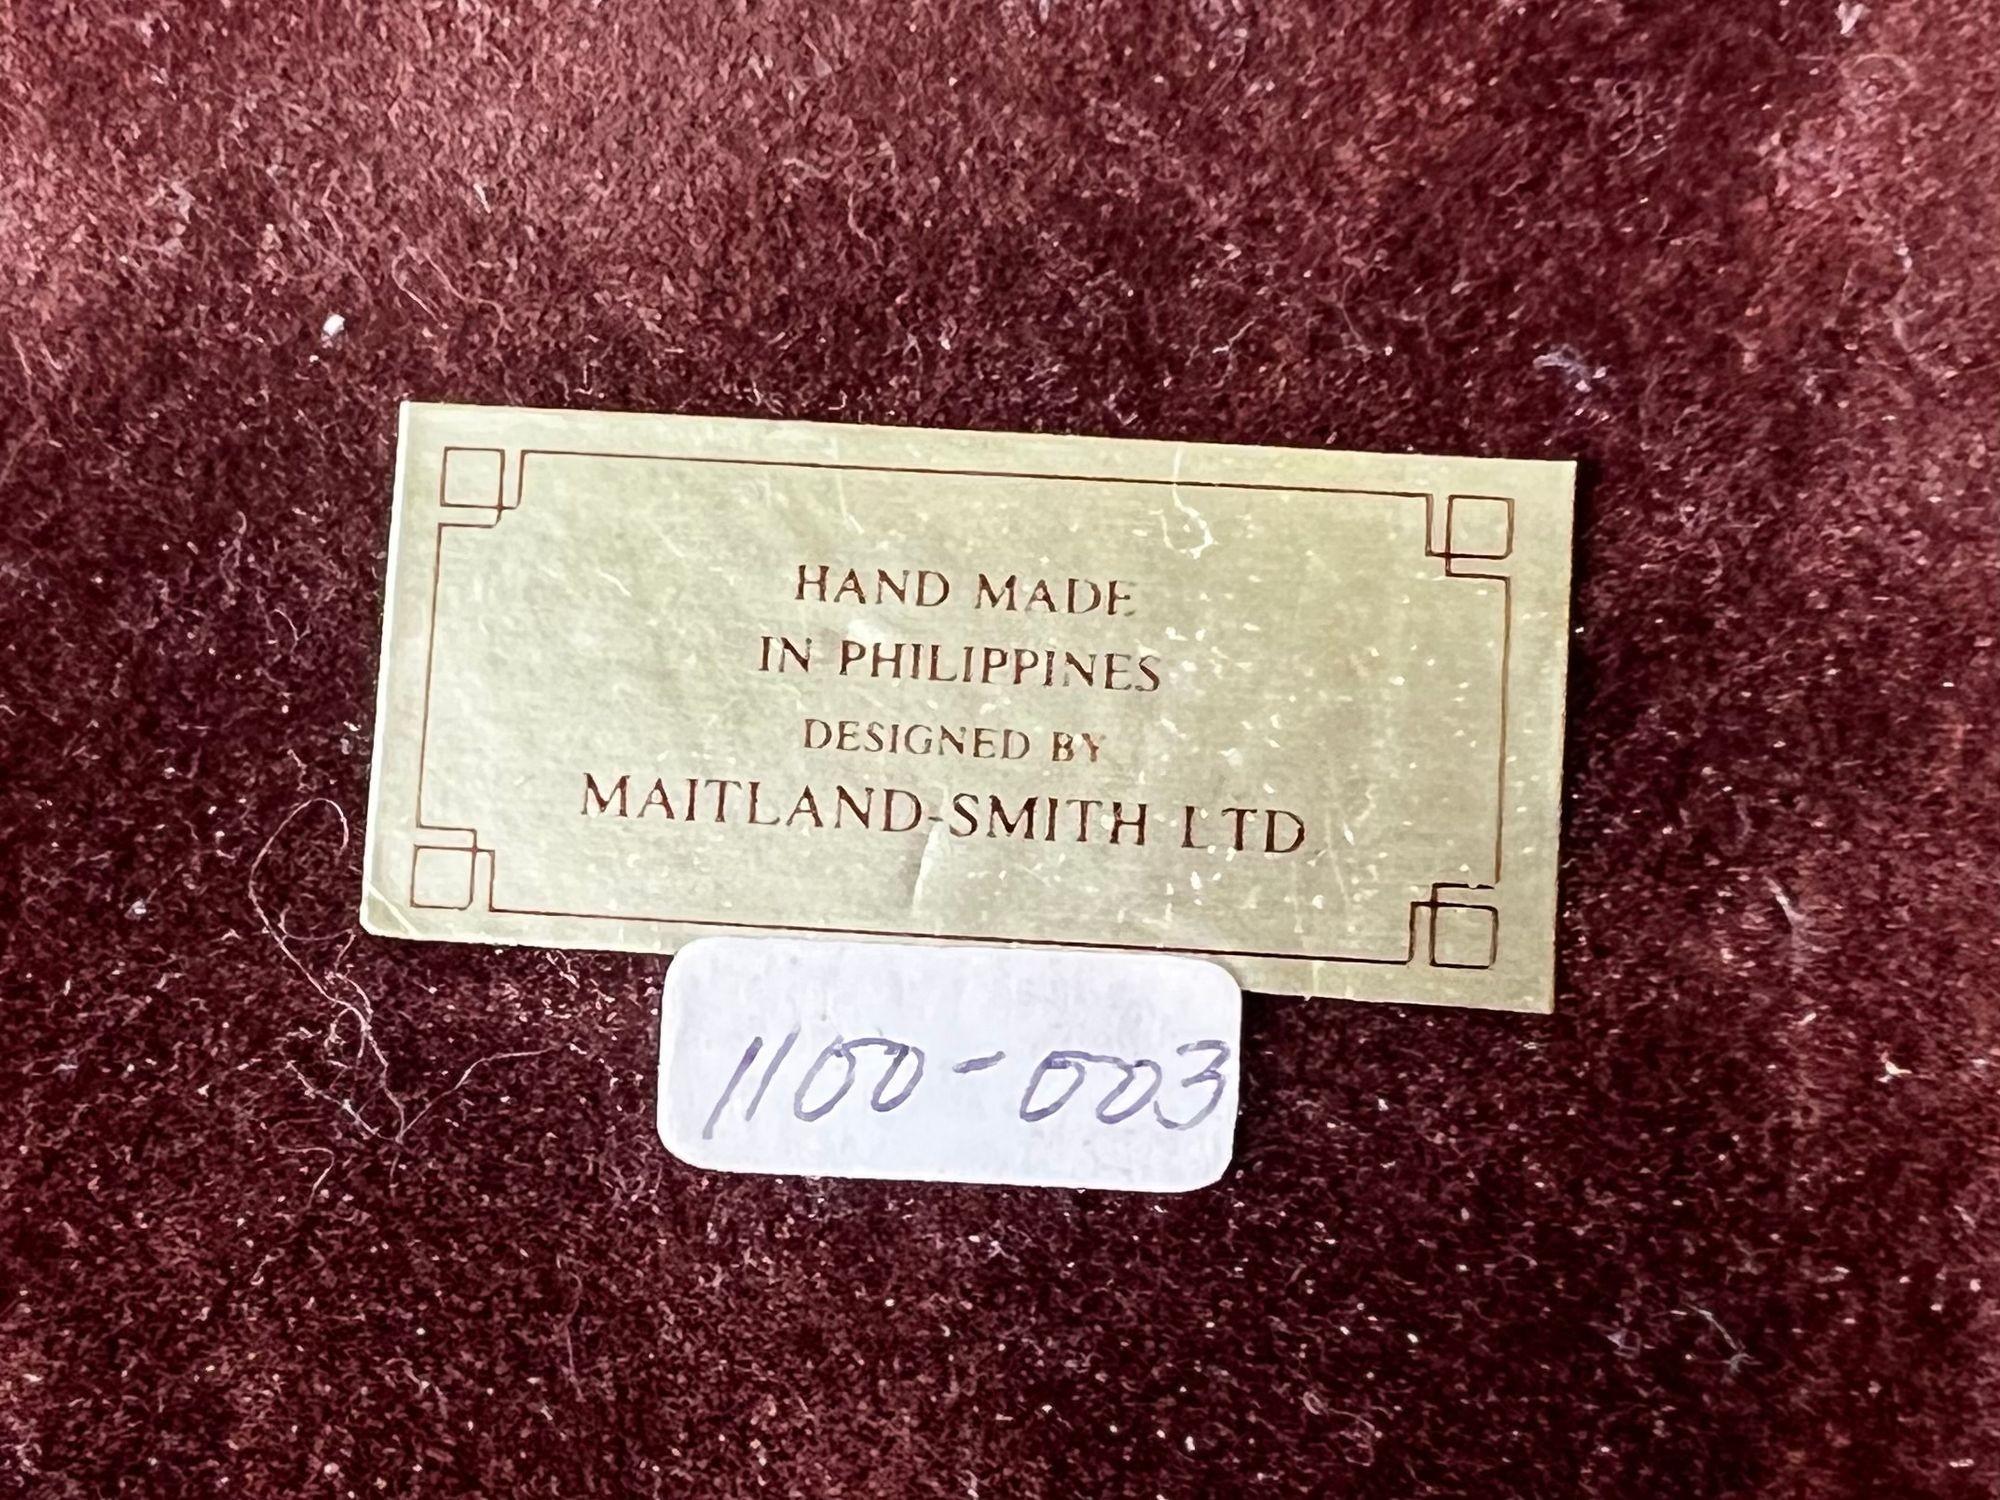 HAND MADE
IN PHILIPPINES
DESIGNED BY
MAITLAND-SMITH LTD
1100-003